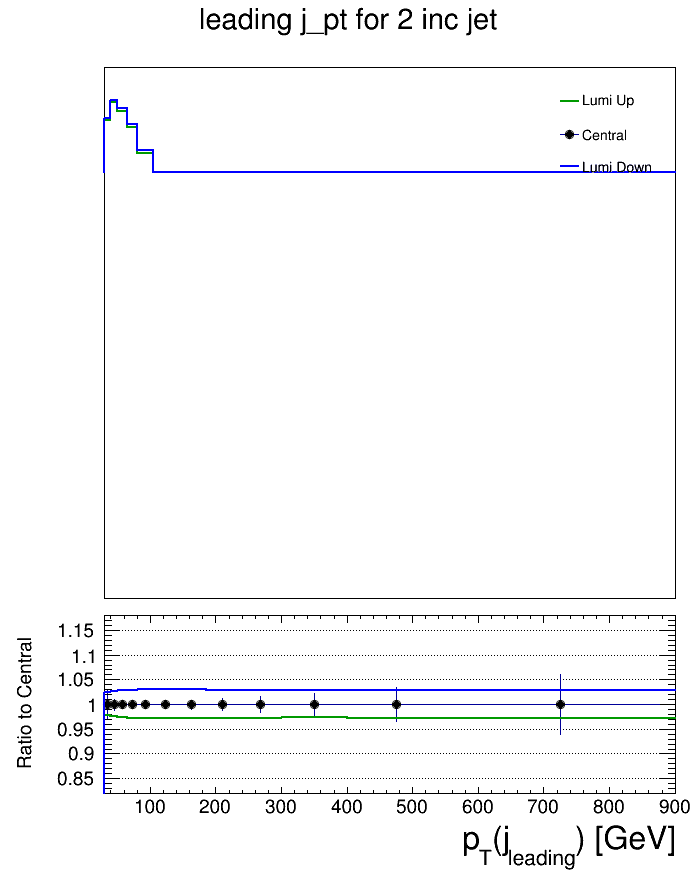 leading j_pt for 2 inc jet
Lumi Up
Central
Lumi Down
Ratio to Central
1.15
1.1
1.05
1
0.95
0.9
0.85
100 200 300 400 500 600 700 800 900
p_T(j_leading) [GeV]